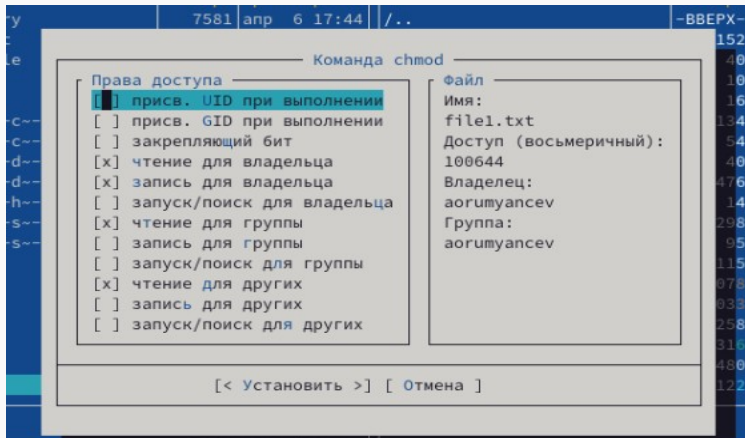 ry 7581 апр 6 17:44 /.. -ВВЕРХ-
Команда chmod
Права доступа
[ ] присв. UID при выполнении
[ ] присв. GID при выполнении
[ ] закрепляющий бит
[x] чтение для владельца
[x] запись для владельца
[ ] запуск/поиск для владельца
[x] чтение для группы
[ ] запись для группы
[ ] запуск/поиск для группы
[x] чтение для других
[ ] запись для других
[ ] запуск/поиск для других
Файл
Имя:
file1.txt
Доступ (восьмеричный):
100644
Владелец:
aorumyancev
Группа:
aorumyancev
[< Установить >] [ Отмена ]